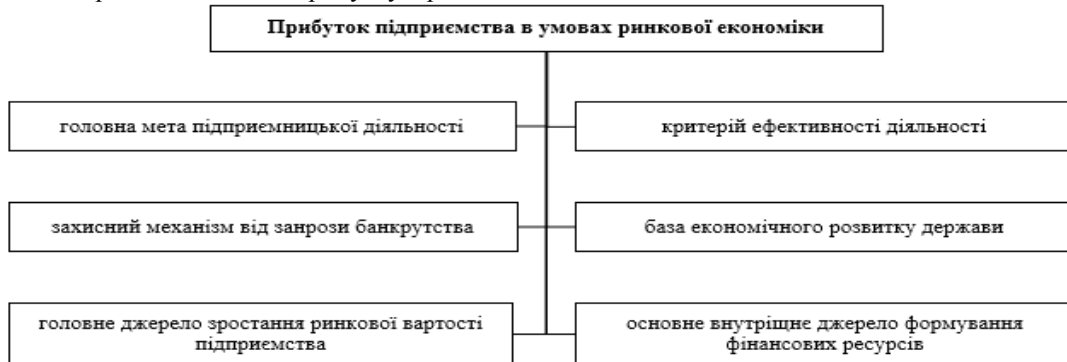 Прибуток підприємства в умовах ринкової економіки
головна мета підприємницької діяльності
критерій ефективності діяльності
захисний механізм від занрози банкрутства
база економічного розвитку держави
головне джерело зростання ринкової вартості
підприємства
основне внутріщнє джерело формування
фінансових ресурсів